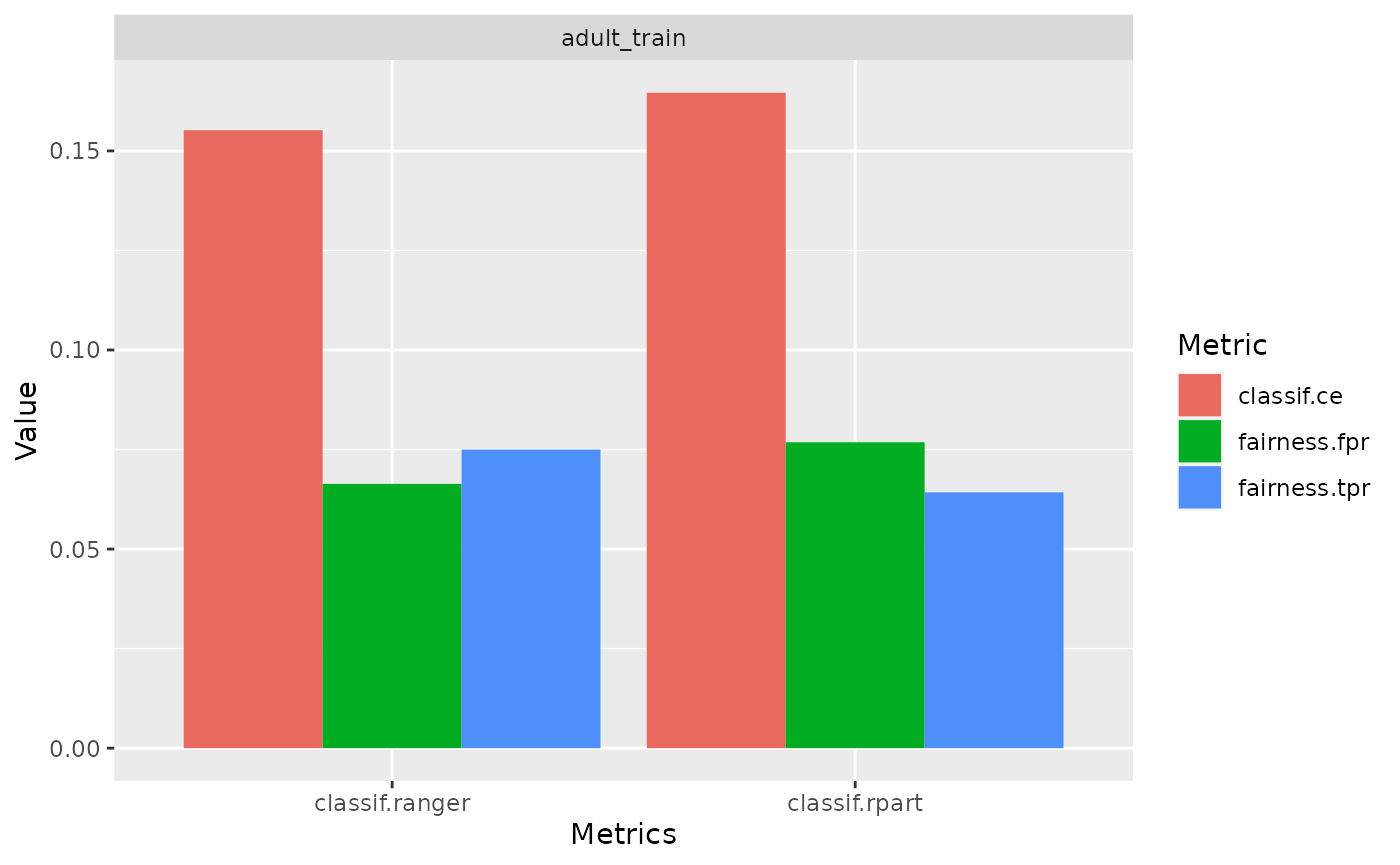 adult_train
Value
0.15
0.10
0.05
0.00
classif.ranger
classif.rpart
Metrics
Metric
classif.ce
fairness.fpr
fairness.tpr